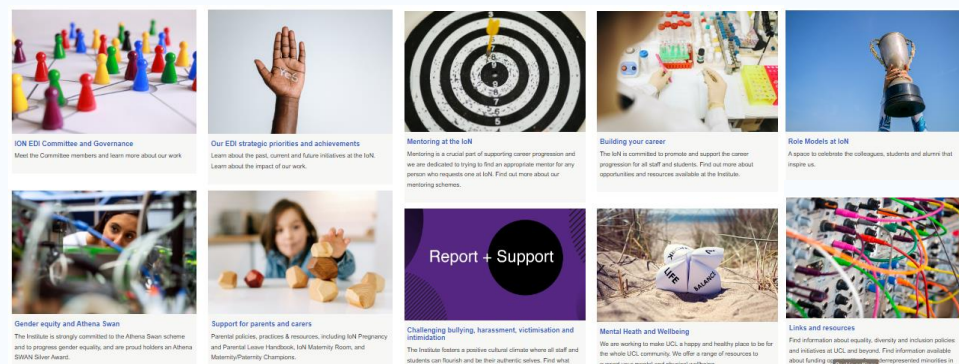 ION EDI Committee and Governance
Meet the Committee members and learn more about our work
Our EDI strategic priorities and achievements
Learn about the past, current and future initiatives at the IoN.
Learn about the impact of our work.
Mentoring at the IoN
Mentoring is a crucial part of supporting career progression and
we are dedicated to trying to find an appropriate mentor for any
person who requests one at IoN. Find out more about our
mentoring schemes.
Building your career
The IoN is committed to promote and support the career
progression for all staff and students. Find out more about
opportunities and resources available at the Institute.
Role Models at IoN
A space to celebrate the colleagues, students and alumni that
inspire us.
Gender equity and Athena Swan
The Institute is strongly committed to the Athena Swan scheme
and to progress gender equality, and are proud holders an Athena
SWAN Silver Award.
Support for parents and carers
Parental policies, practices & resources, including IoN Pregnancy
and Parental Leave Handbook, IoN Maternity Room, and
Maternity/Paternity Champions.
Report + Support
Challenging bullying, harassment, victimisation and
intimidation
The Institute fosters a positive cultural climate where all staff and
students can flourish and be their authentic selves. Find what
LIFE
BALANCE
Mental Heath and Wellbeing
We are working to make UCL a happy and healthy place to be for
the whole UCL community. We offer a range of resources to
Links and resources
Find information about equality, diversity and inclusion policies
and initiatives at UCL and beyond. Find information available
about funding